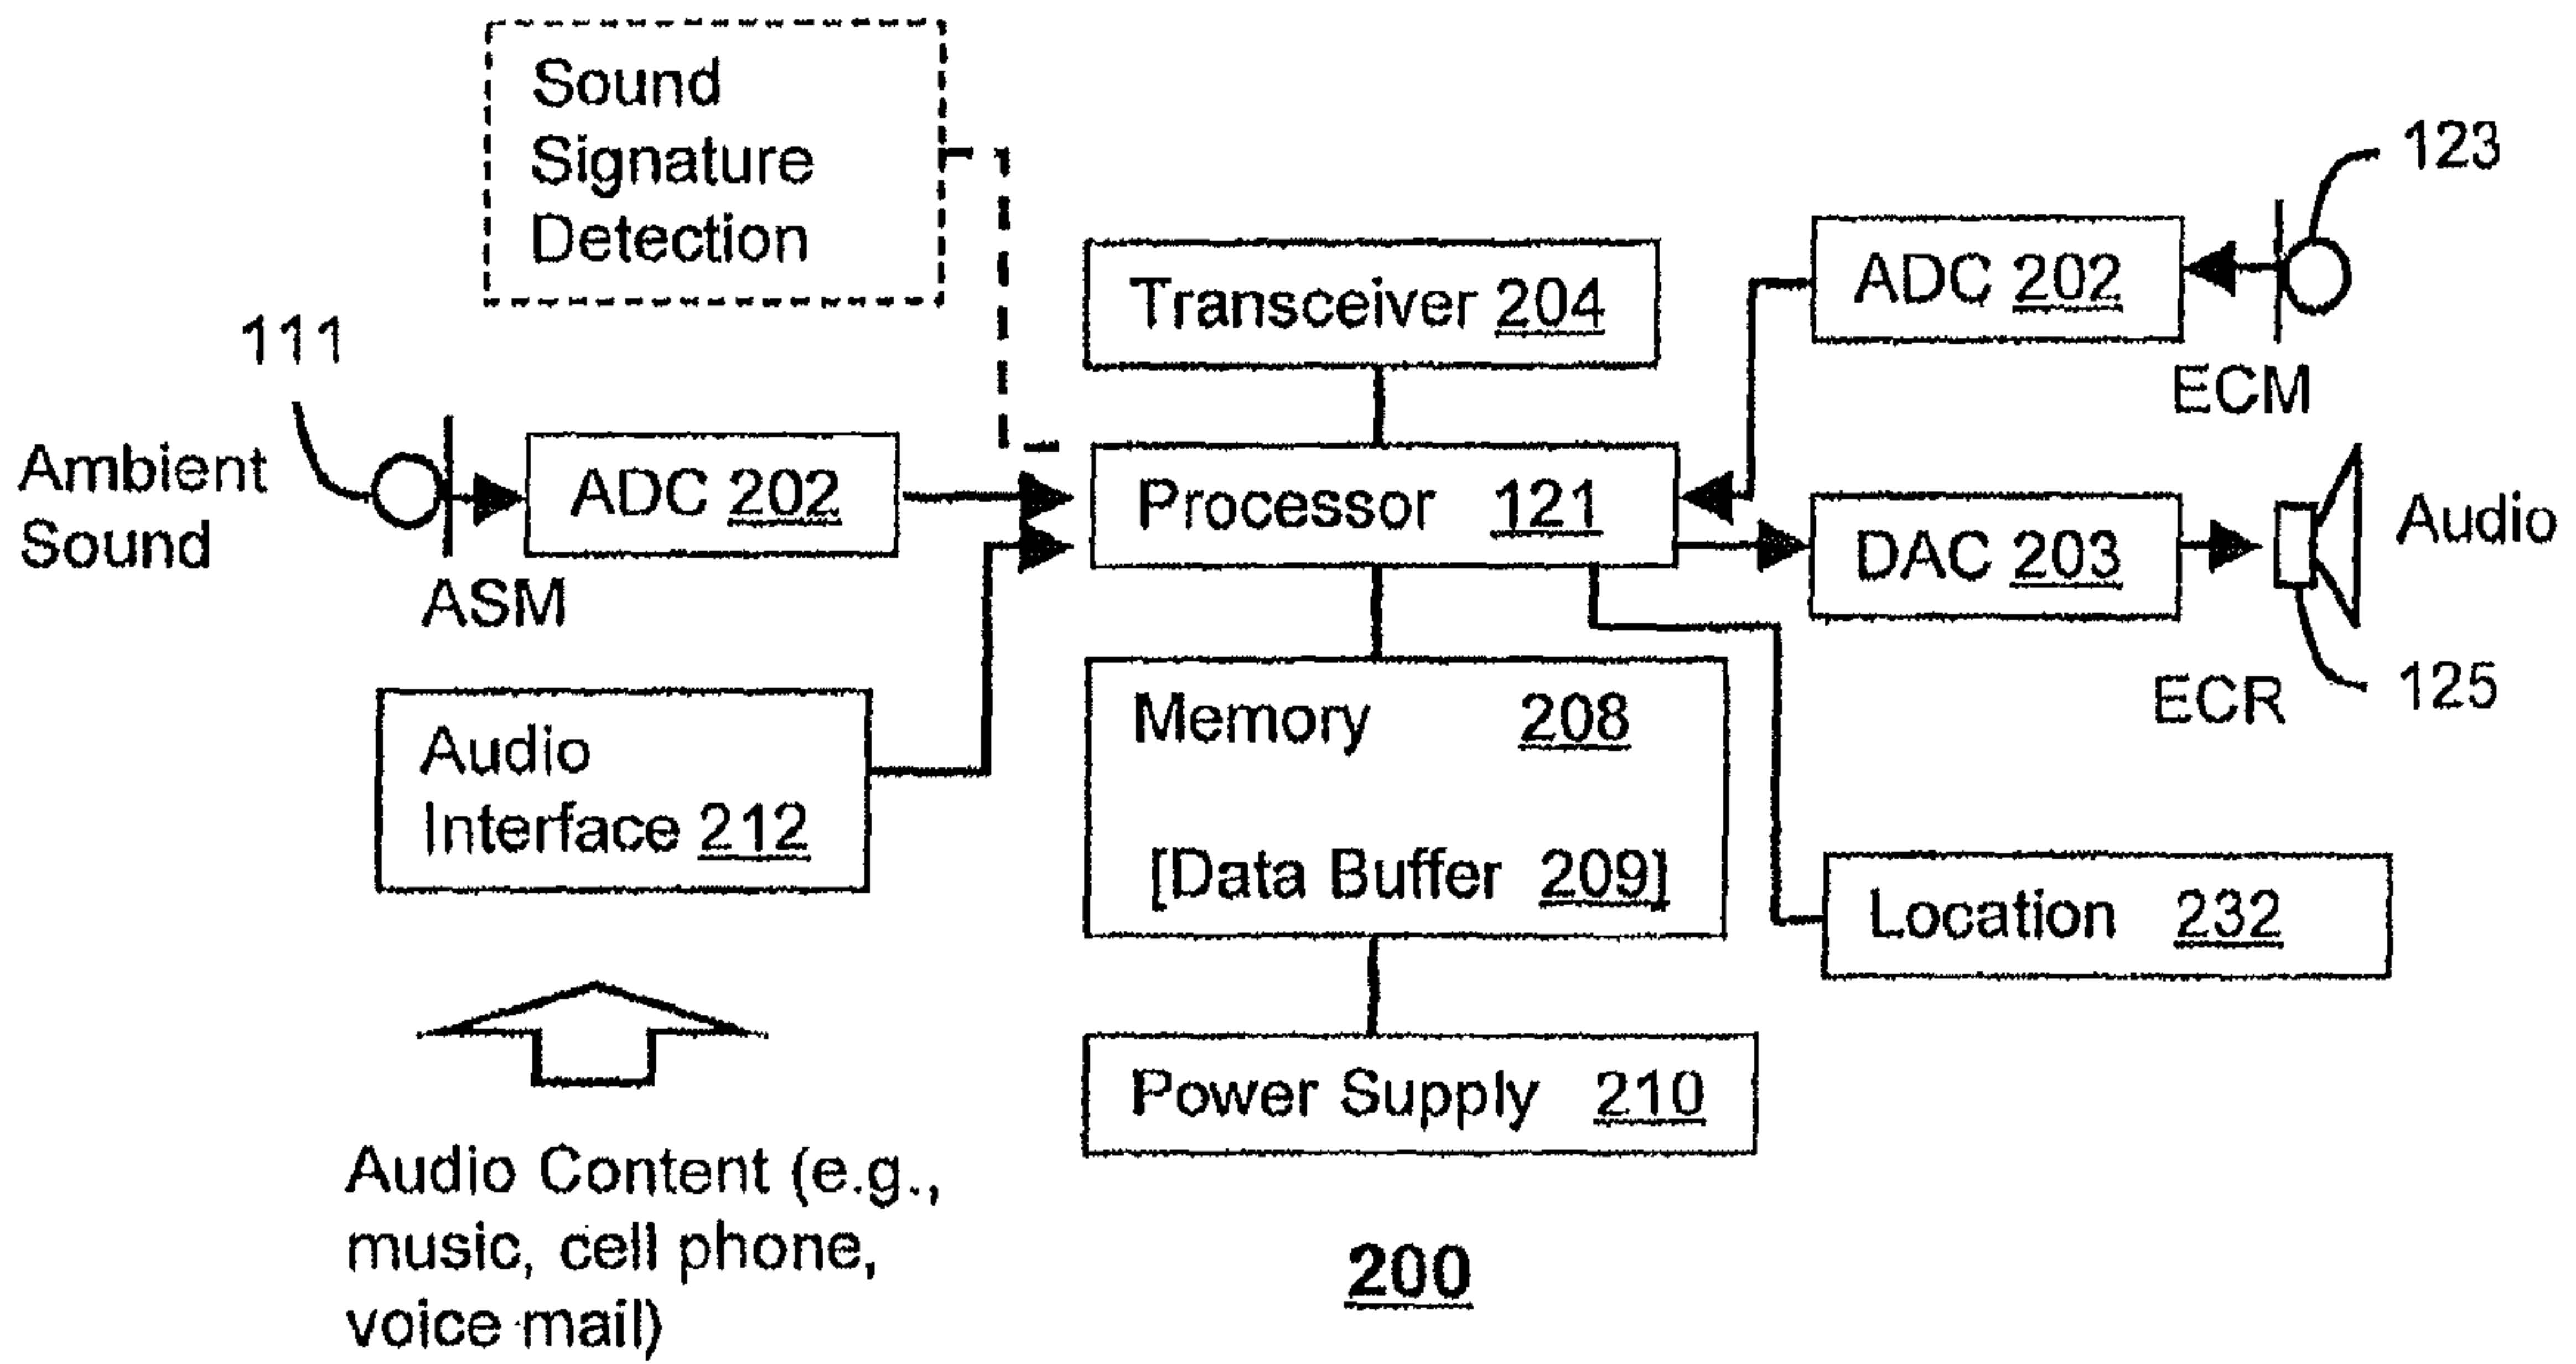 Sound
Signature
Detection
123
Transceiver 204
ADC 202
111
ECM
Ambient
Sound
ADC 202
Processor 121
DAC 203
Audio
ASM
ECR
125
Audio
Interface 212
Memory 208
[Data Buffer 209]
Location 232
Power Supply 210
Audio Content (e.g.,
music, cell phone,
voice mail)
200